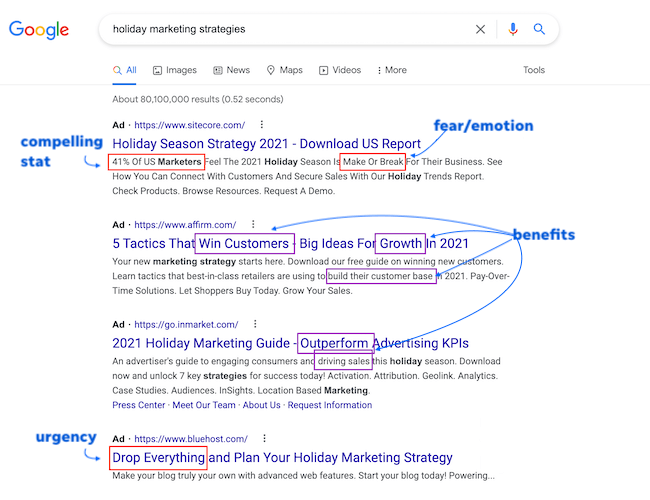 Google
holiday marketing strategies
All Images News Maps Videos More Tools
About 80,100,000 results (0.52 seconds)
Ad · https://www.sitecore.com/
fear/emotion
compelling
stat
Holiday Season Strategy 2021 - Download US Report
41% Of US Marketers Feel The 2021 Holiday Season Is Make Or Break For Their Business. See
How You Can Connect With Customers And Secure Sales With Our Holiday Trends Report.
Check Products. Browse Resources. Request A Demo.
Ad · https://www.affirm.com/
benefits
5 Tactics That Win Customers - Big Ideas For Growth In 2021
Your new marketing strategy starts here. Download our free guide on winning new customers.
Learn tactics that best-in-class retailers are using to build their customer base in 2021. Pay-Over-
Time Solutions. Let Shoppers Buy Today. Grow Your Sales.
Ad · https://go.inmarket.com/
2021 Holiday Marketing Guide - Outperform Advertising KPIs
An advertiser's guide to engaging consumers and driving sales this holiday season. Download
now and unlock 7 key strategies for success today! Activation. Attribution. Geolink. Analytics.
Case Studies. Audiences. InSights. Location Based Marketing.
Press Center · Meet Our Team · About Us · Request Information
urgency
Ad · https://www.bluehost.com/
Drop Everything and Plan Your Holiday Marketing Strategy
Make your blog truly your own with advanced web features. Start your blog today! Powering...